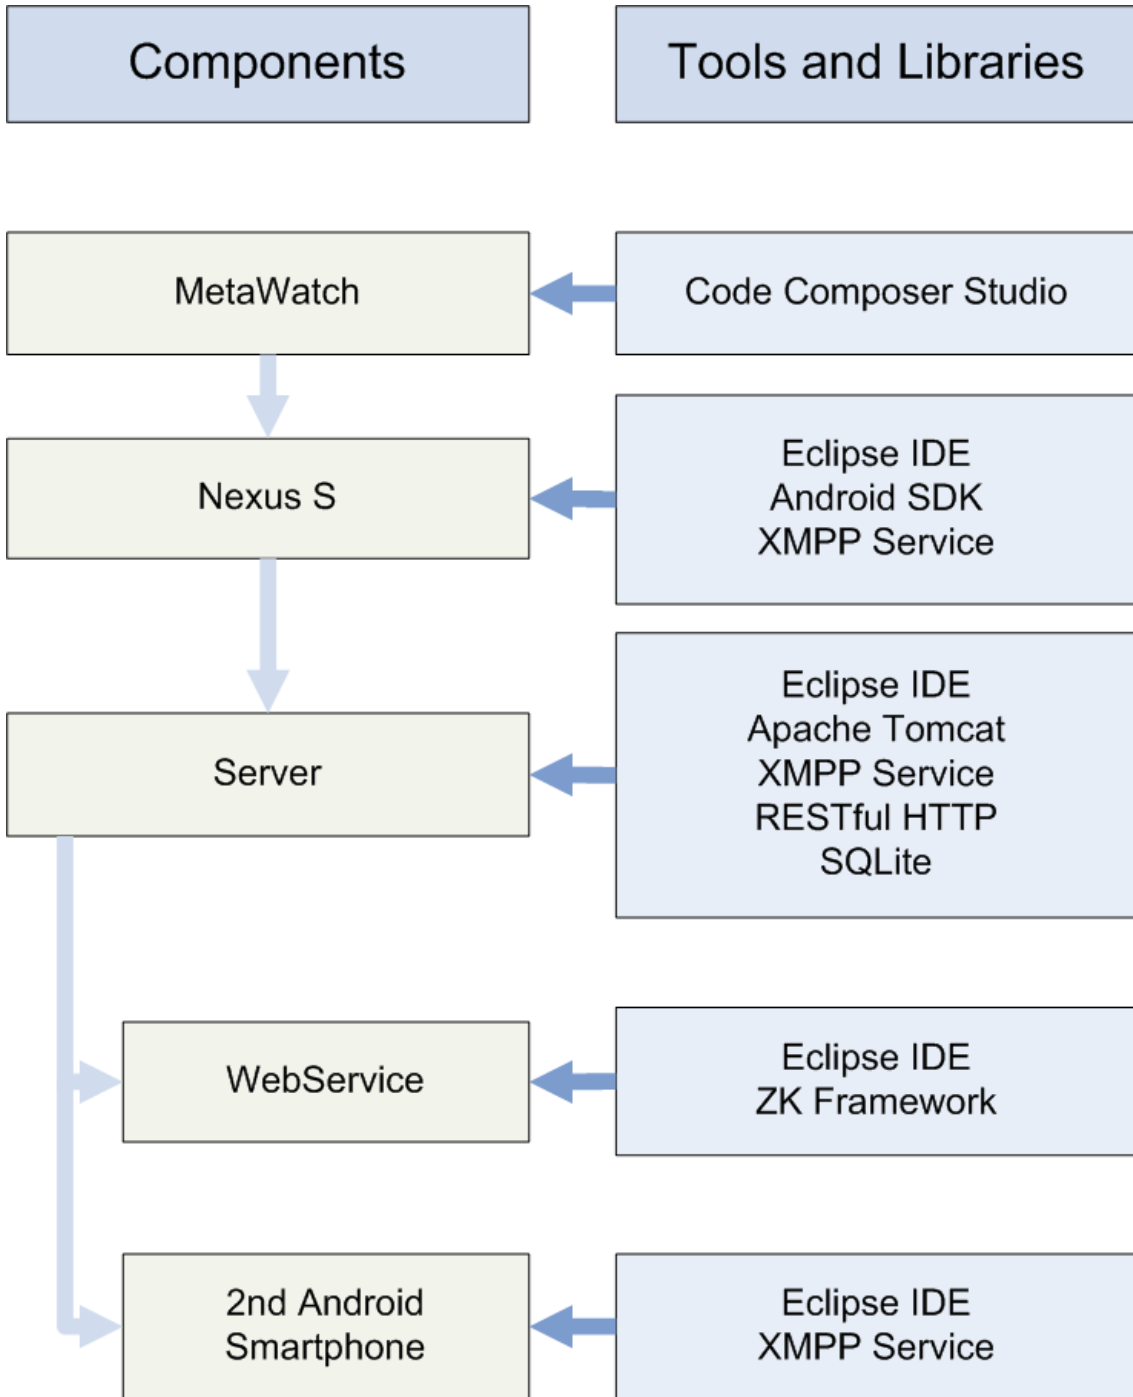 Components
Tools and Libraries
MetaWatch
Code Composer Studio
Nexus S
Eclipse IDE
Android SDK
XMPP Service
Server
Eclipse IDE
Apache Tomcat
XMPP Service
RESTful HTTP
SQLite
WebService
Eclipse IDE
ZK Framework
2nd Android
Smartphone
Eclipse IDE
XMPP Service